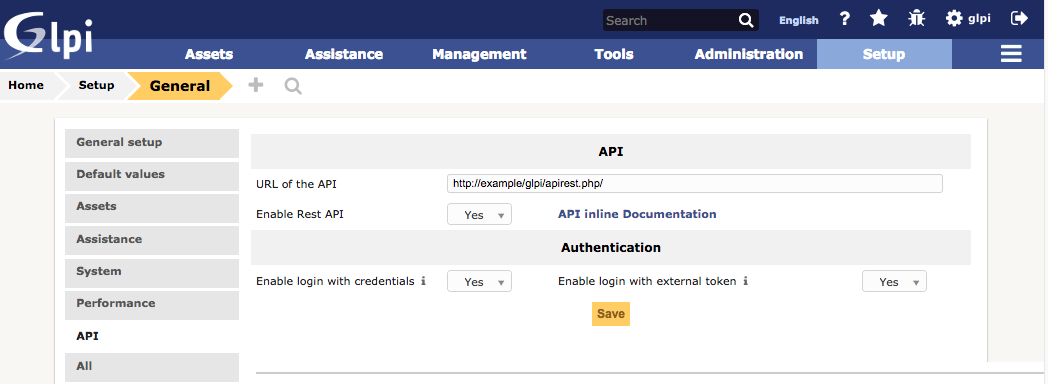 Glpi
Search English ? glpi
Assets Assistance Management Tools Administration Setup
Home Setup General
General setup
Default values
Assets
Assistance
System
Performance
API
All
API
URL of the API http://example/glpi/apirest.php/
Enable Rest API Yes API inline Documentation
Authentication
Enable login with credentials i Yes Enable login with external token i Yes
Save